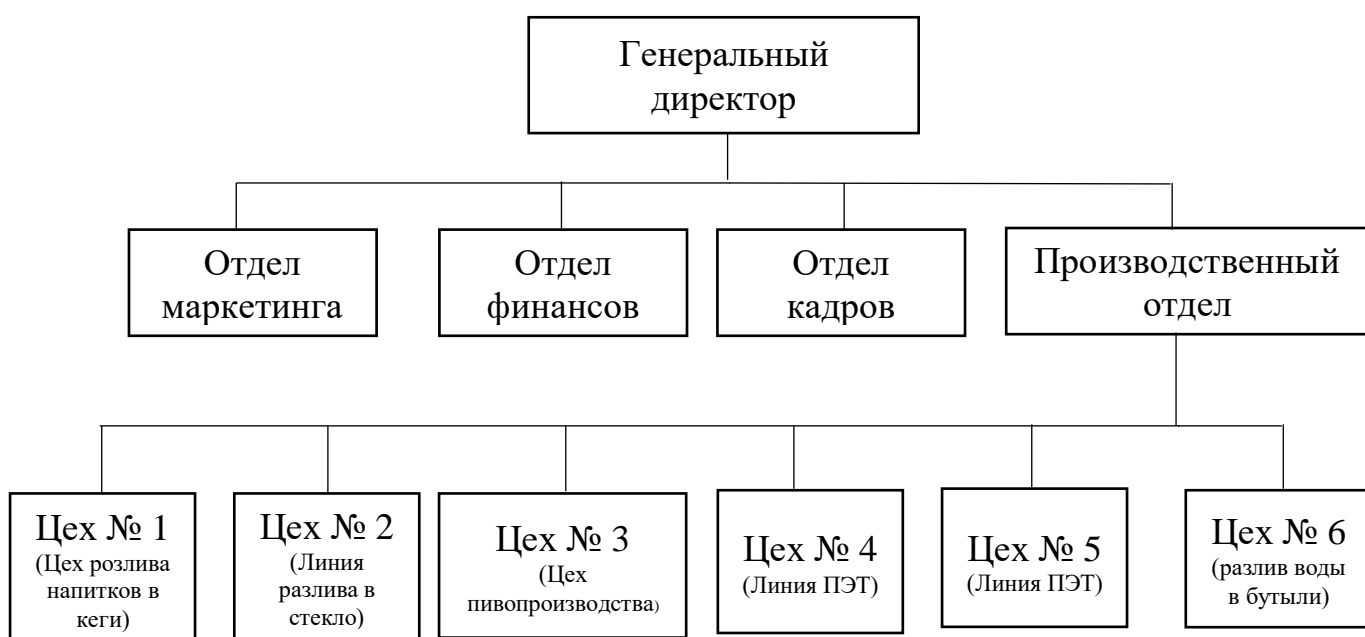 Генеральный
директор
Отдел
маркетинга
Отдел
финансов
Отдел
кадров
Производственный
отдел
Цех № 1
(Цех розлива
напитков в
кеги)
Цех № 2
(Линия
разлива в
стекло)
Цех № 3
(Цех
пивопроизводства)
Цех № 4
(Линия ПЭТ)
Цех № 5
(Линия ПЭТ)
Цех № 6
(разлив воды
в бутыли)